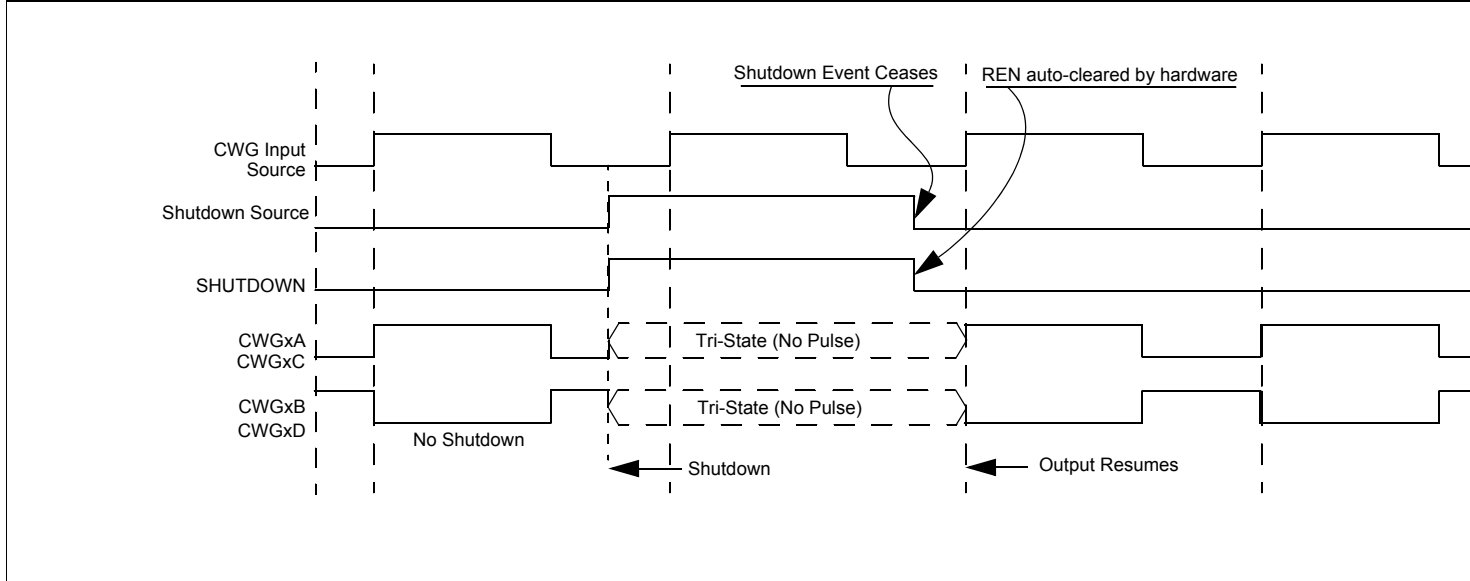 Shutdown Event Ceases
REN auto-cleared by hardware
CWG Input
Source
Shutdown Source
SHUTDOWN
CWGxA
CWGxC
Tri-State (No Pulse)
CWGxB
CWGxD
Tri-State (No Pulse)
No Shutdown
Shutdown
Output Resumes